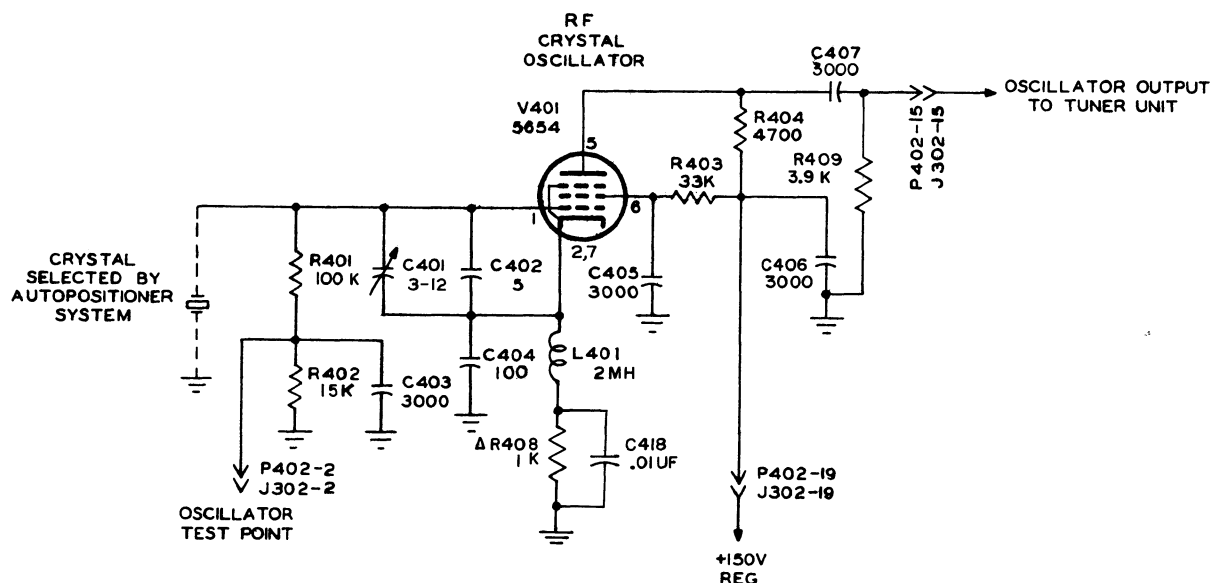 RF
CRYSTAL
OSCILLATOR
C407
3000
OSCILLATOR OUTPUT
TO TUNER UNIT
P402-15
J302-15
V401
5654
5
R404
4700
R403
33K
R409
3.9 K
1
6
2,7
CRYSTAL
SELECTED BY
AUTOPOSITIONER
SYSTEM
R401
100 K
C401
3-12
C402
5
C405
3000
C406
3000
R402
15K
C403
3000
C404
100
L401
2MH
Δ R408
1 K
C418
.01UF
P402-2
J302-2
OSCILLATOR
TEST POINT
P402-19
J302-19
+150V
REG